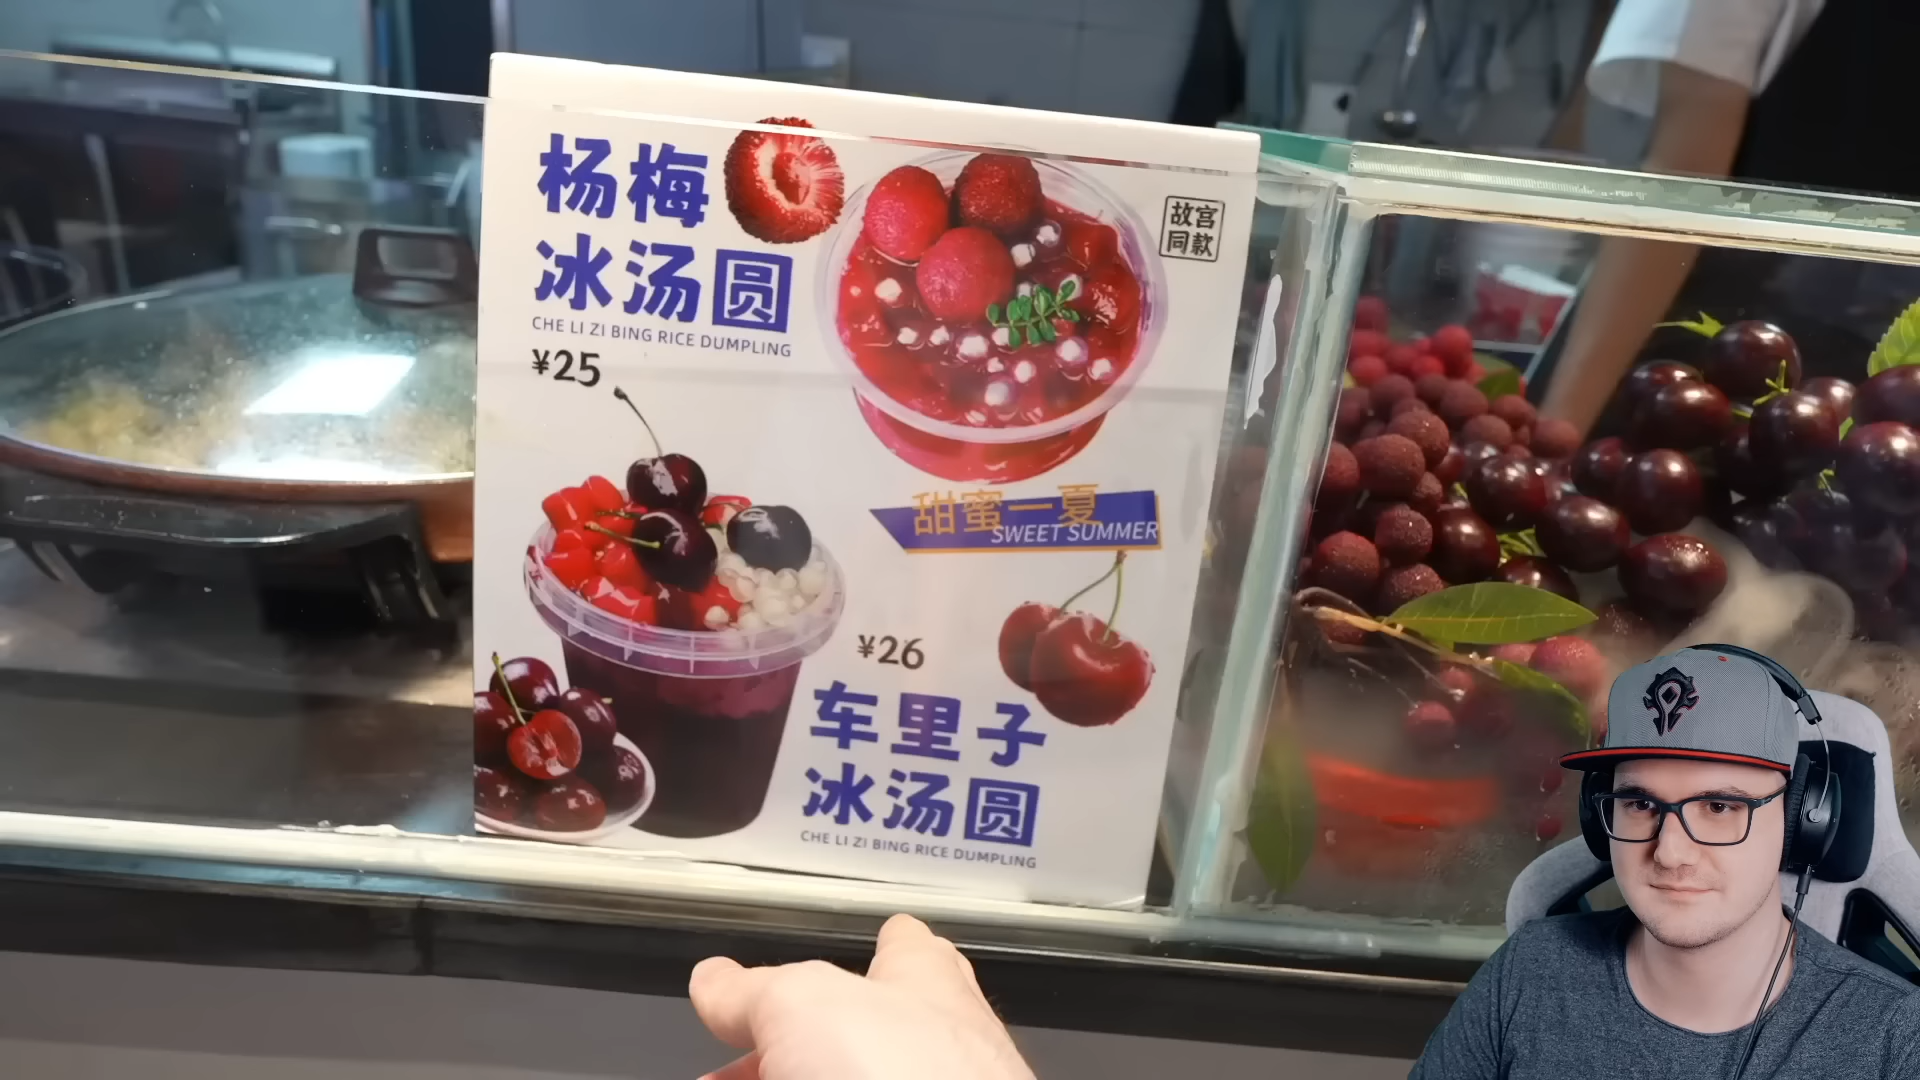 杨梅
冰汤圆
CHE LI ZI BING RICE DUMPLING
¥25
故宫
同款
甜蜜一夏
SWEET SUMMER
¥26
车里子
冰汤圆
CHE LI ZI BING RICE DUMPLING